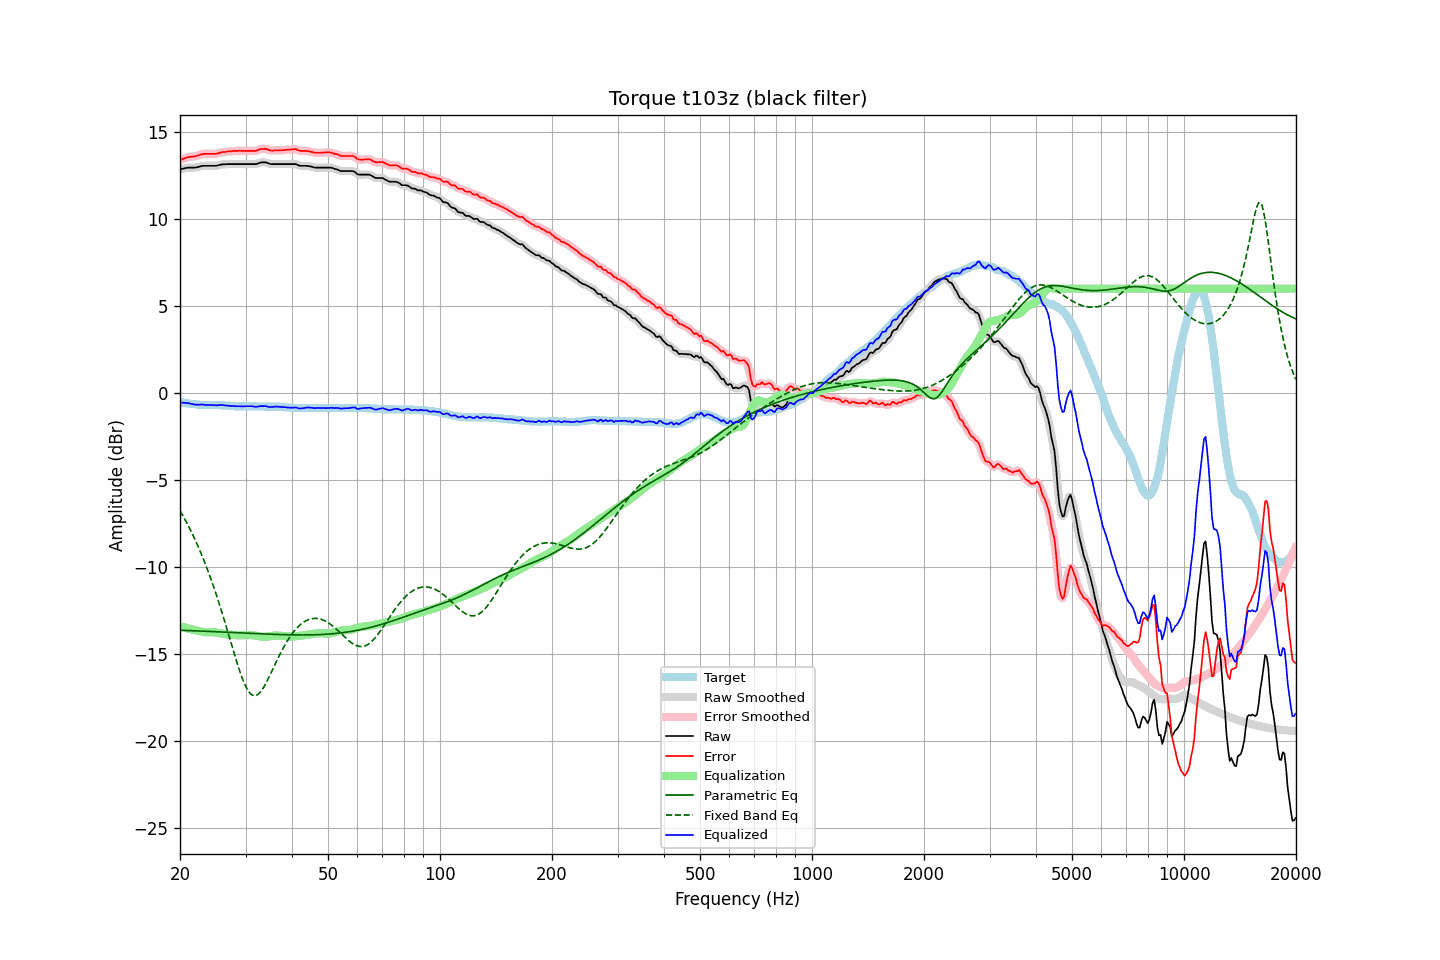 Torque t103z (black filter)
15
10
5
0
−5
−10
−15
−20
−25
Amplitude (dBr)
Target
Raw Smoothed
Error Smoothed
Raw
Error
Equalization
Parametric Eq
Fixed Band Eq
Equalized
20 50 100 200 500 1000 2000 5000 10000 20000
Frequency (Hz)